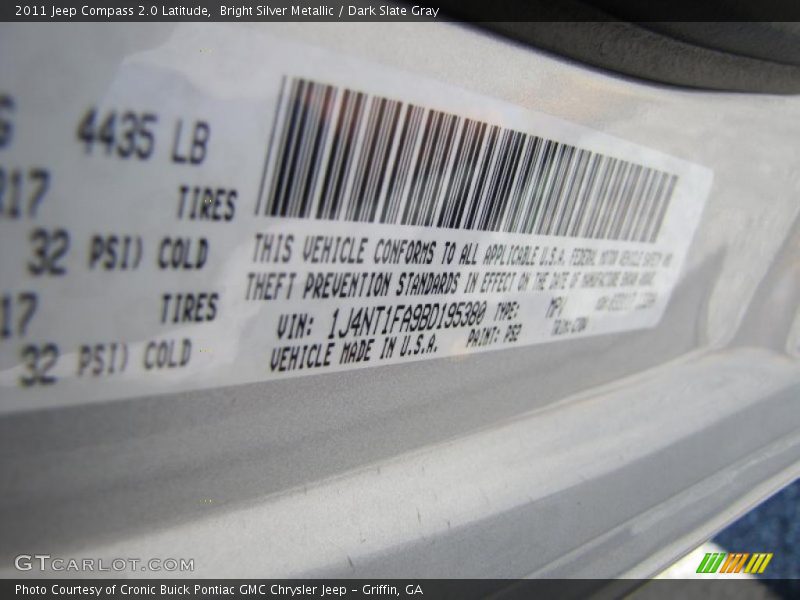 2011 Jeep Compass 2.0 Latitude,  Bright Silver Metallic / Dark Slate Gray
4435 LB
R17 TIRES
32 PSI) COLD
17 TIRES
32 PSI) COLD
THIS VEHICLE CONFORMS TO ALL APPLICABLE U.S.A. FEDERAL MOTOR VEHICLE SAFETY AND
THEFT PREVENTION STANDARDS IN EFFECT ON THE DATE OF MANUFACTURE SHOWN ABOVE.
VIN: 1J4NT1FA9BD195380 TYPE: MPV
VEHICLE MADE IN U.S.A. PAINT: PS2
GTCARLOT.COM
Photo Courtesy of Cronic Buick Pontiac GMC Chrysler Jeep - Griffin, GA